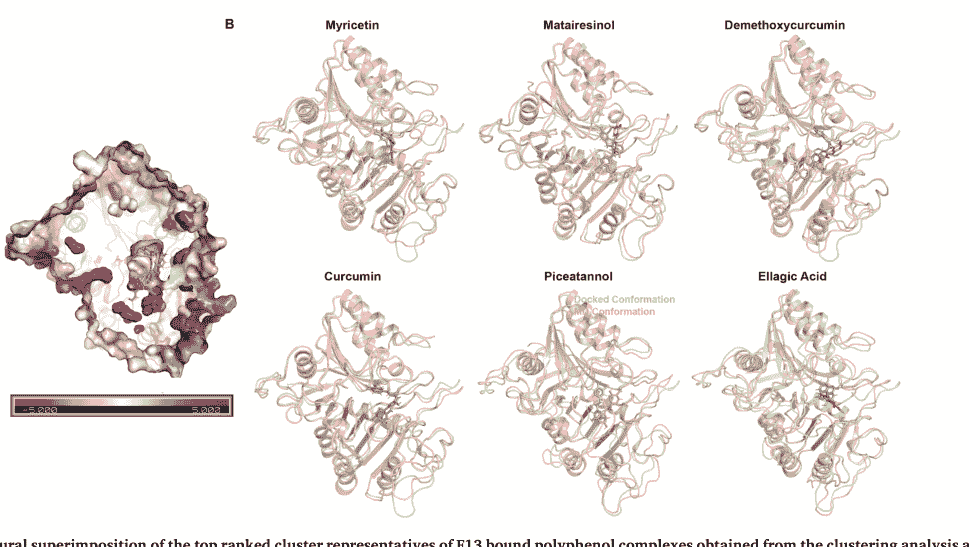 B
Myricetin
Matairesinol
Demethoxycurcumin
Curcumin
Piceatannol
Ellagic Acid
Docked Conformation
Conformation
-5.000
5.000
ural superimposition of the top ranked cluster representatives of F13 bound polyphenol complexes obtained from the clustering analysis a